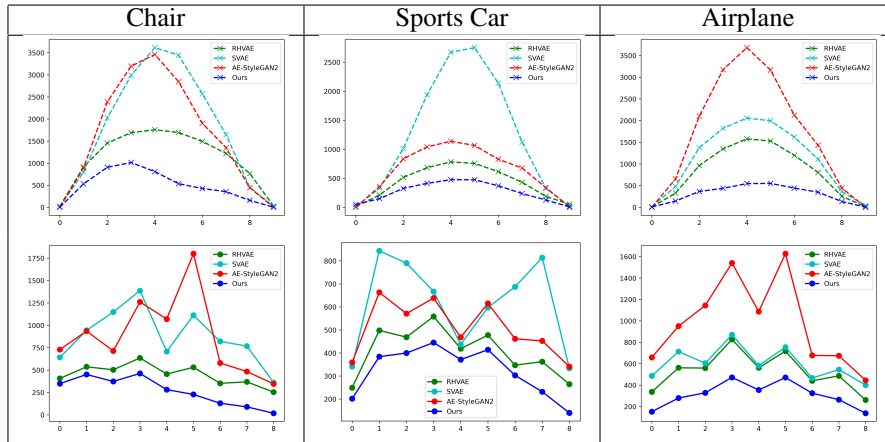 Chair Sports Car Airplane
3500
3000
2500
2000
1500
1000
500
0
0 2 4 6 8
RHVAE
SVAE
AE-StyleGAN2
Ours
2500
2000
1500
1000
500
0
0 2 4 6 8
RHVAE
SVAE
AE-StyleGAN2
Ours
3500
3000
2500
2000
1500
1000
500
0
0 2 4 6 8
RHVAE
SVAE
AE-StyleGAN2
Ours
1750
1500
1250
1000
750
500
250
0
0 1 2 3 4 5 6 7 8
RHVAE
SVAE
AE-StyleGAN2
Ours
800
700
600
500
400
300
200
0 1 2 3 4 5 6 7 8
RHVAE
SVAE
AE-StyleGAN2
Ours
1600
1400
1200
1000
800
600
400
200
0 1 2 3 4 5 6 7 8
RHVAE
SVAE
AE-StyleGAN2
Ours